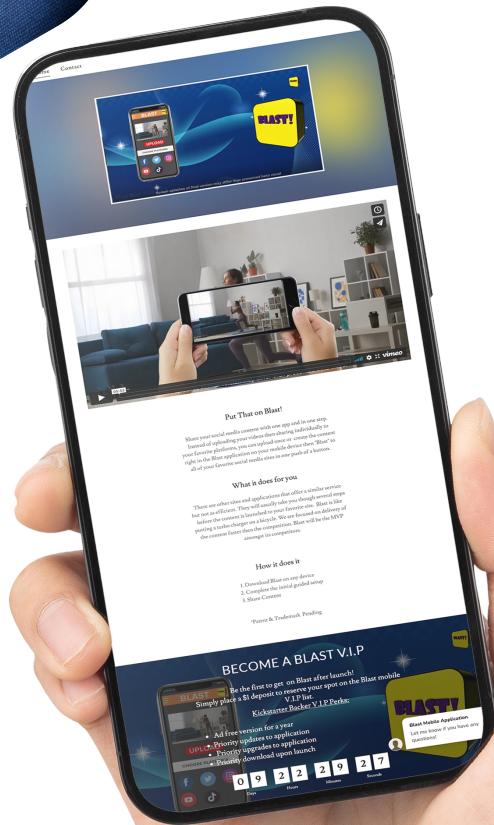 Contact
BLAST
UPLOAD
BLAST!
vimeo
Put That on Blast!
Share your social media content with one app and in one step.
Instead of uploading your videos then sharing individually to
your favorite platforms, you can upload once or create the content
right in the Blast application on your mobile device then "Blast" to
all of your favorite social media sites in one push of a button.
What it does for you
There are other sites and applications that offer a similar service
but not as efficient. They will usually take you though several steps
before the content is launched to your favorite site. Blast is like
putting a turbo charger on a bicycle. We are focused on delivery of
the content faster then the competition. Blast will be the MVP
amongst its competitors.
How it does it
1. Download Blast on any device
2. Complete the initial guided setup
3. Share Content
*Patent & Trademark Pending
BECOME A BLAST V.I.P
Be the first to get on Blast after launch!
Simply place a $1 deposit to reserve your spot on the Blast mobile
V.I.P list.
Kickstarter Backer V.I.P Perks:
Ad free version for a year
Priority updates to application
Priority upgrades to application
Priority download upon launch
BLAST
UPLOAD
BLAST!
09 22 29 27
Days Hours Minutes Seconds
Blast Mobile Application
Let me know if you have any
questions!